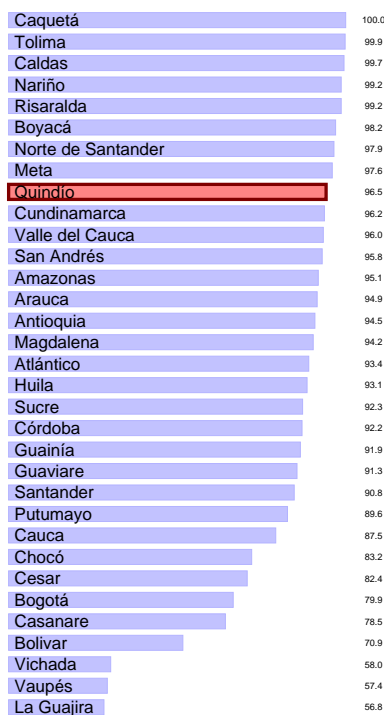 Caquetá 100.0
Tolima 99.9
Caldas 99.7
Nariño 99.2
Risaralda 99.2
Boyacá 98.2
Norte de Santander 97.9
Meta 97.6
Quindío 96.5
Cundinamarca 96.2
Valle del Cauca 96.0
San Andrés 95.8
Amazonas 95.1
Arauca 94.9
Antioquia 94.5
Magdalena 94.2
Atlántico 93.4
Huila 93.1
Sucre 92.3
Córdoba 92.2
Guainía 91.9
Guaviare 91.3
Santander 90.8
Putumayo 89.6
Cauca 87.5
Chocó 83.2
Cesar 82.4
Bogotá 79.9
Casanare 78.5
Bolivar 70.9
Vichada 58.0
Vaupés 57.4
La Guajira 56.8